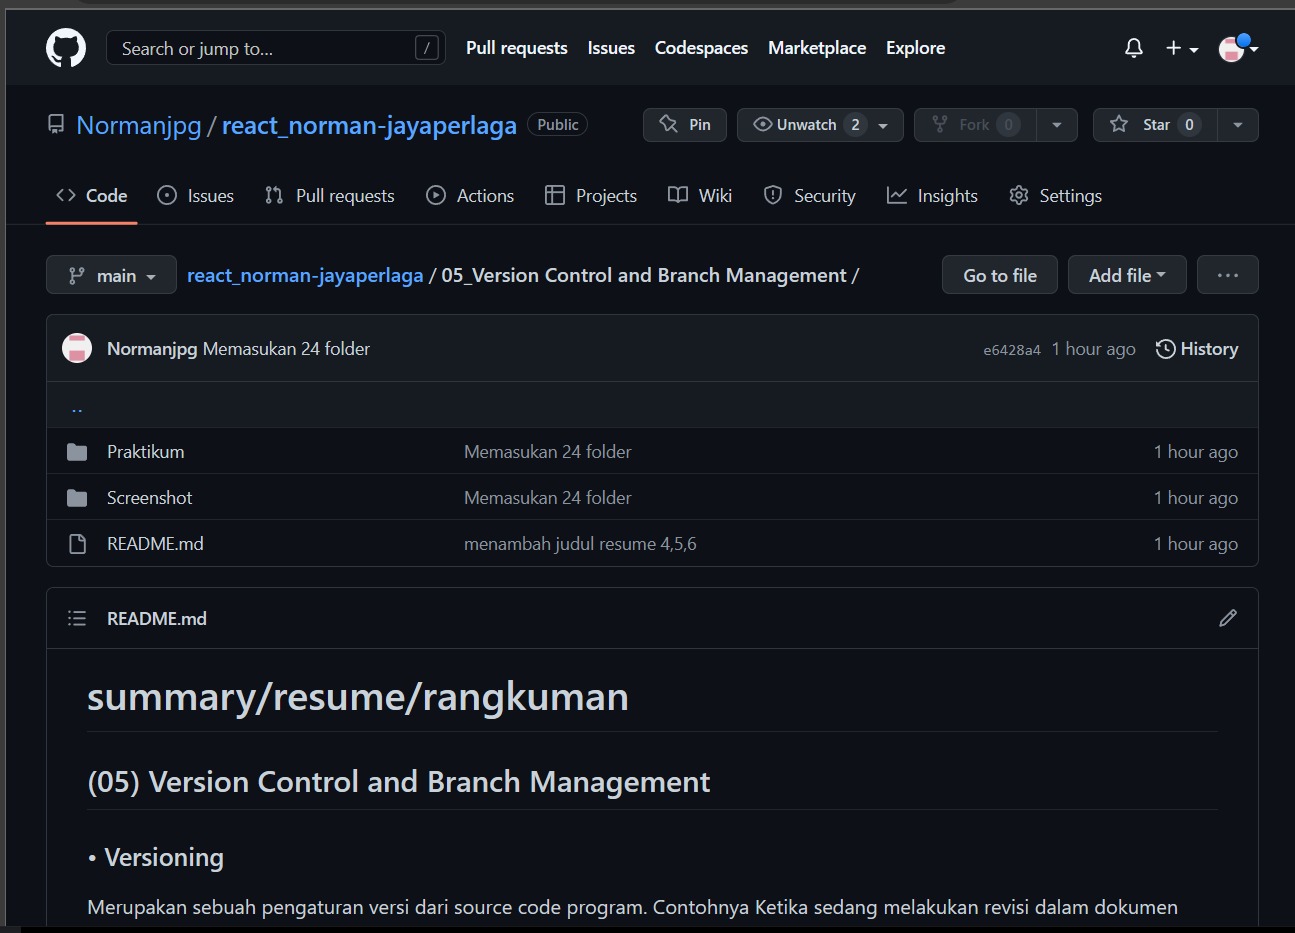 Search or jump to... /
Pull requests Issues Codespaces Marketplace Explore
Normanjpg / react_norman-jayaperlaga Public
Pin Unwatch 2 Fork 0 Star 0
Code Issues Pull requests Actions Projects Wiki Security Insights Settings
main react_norman-jayaperlaga / 05_Version Control and Branch Management / Go to file Add file ...
Normanjpg Memasukan 24 folder e6428a4 1 hour ago History
..
Praktikum Memasukan 24 folder 1 hour ago
Screenshot Memasukan 24 folder 1 hour ago
README.md menambah judul resume 4,5,6 1 hour ago
README.md
summary/resume/rangkuman
(05) Version Control and Branch Management
• Versioning
Merupakan sebuah pengaturan versi dari source code program. Contohnya Ketika sedang melakukan revisi dalam dokumen